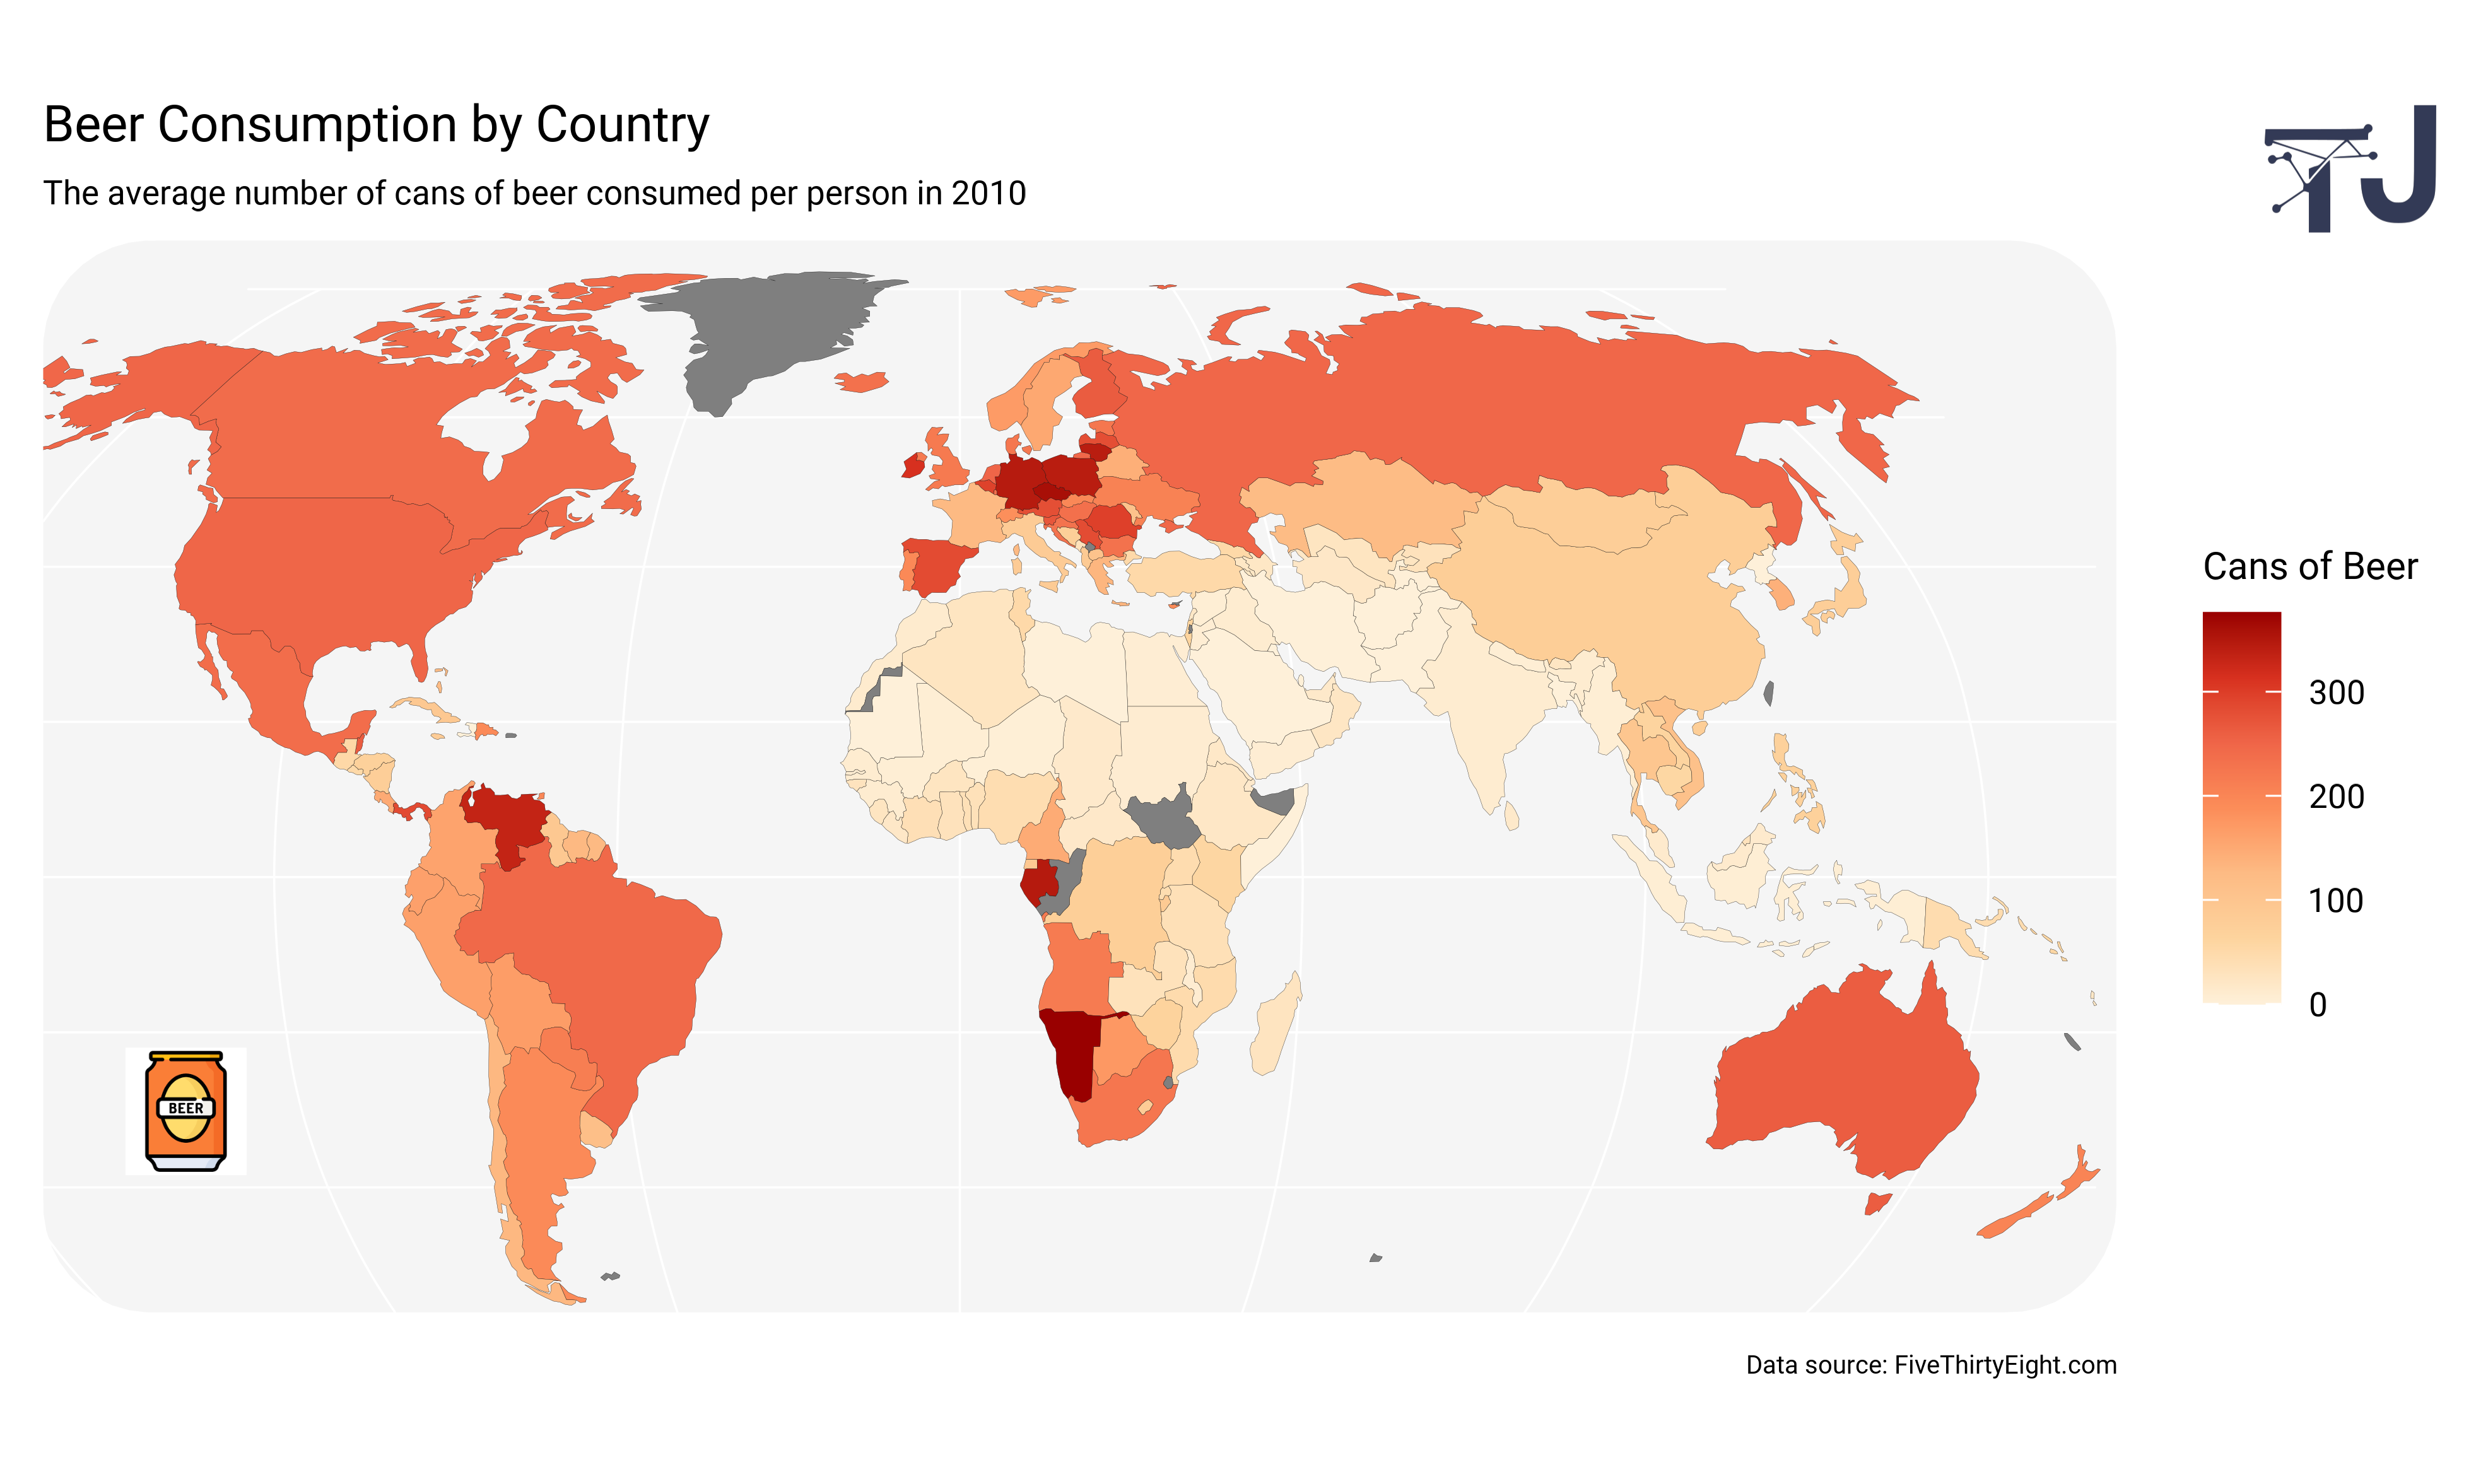 Beer Consumption by Country
The average number of cans of beer consumed per person in 2010
TJ
Cans of Beer
300
200
100
0
BEER
Data source: FiveThirtyEight.com